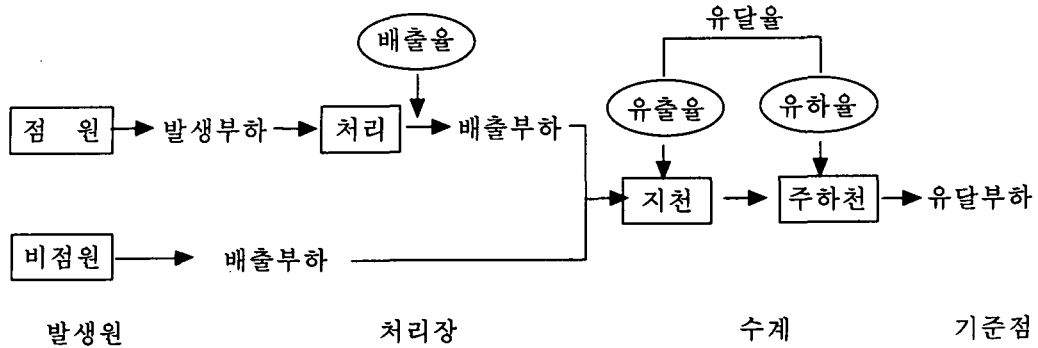 유달율
배출율
유출율 유하율
점 원 발생부하 처리 배출부하
지천 주하천 유달부하
비점원 배출부하
발생원 처리장 수계 기준점